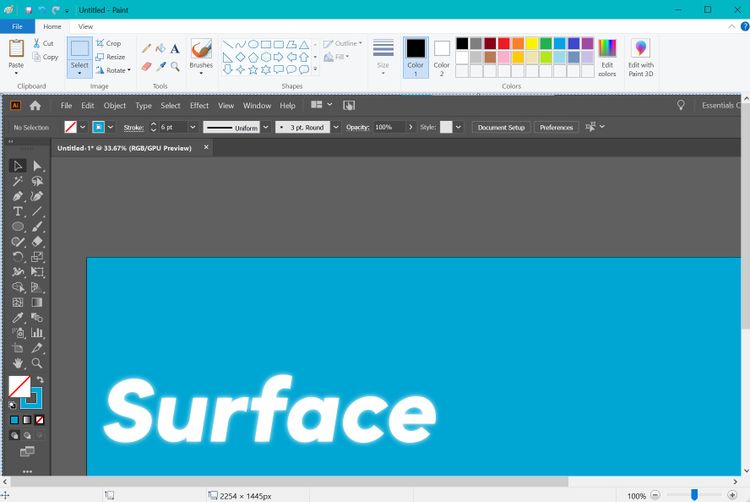 Untitled - Paint
File Home View
Paste Cut Copy
Clipboard
Select Crop Resize Rotate
Image
Tools
Brushes
Shapes
Outline
Fill
Size
Color 1
Color 2
Colors
Edit colors
Edit with Paint 3D
Ai File Edit Object Type Select Effect View Window Help Essentials C
No Selection Stroke: 6 pt Uniform 3 pt. Round Opacity: 100% Style: Document Setup Preferences
Untitled-1* @ 33.67% (RGB/GPU Preview)
Surface
2254 × 1445px 100%